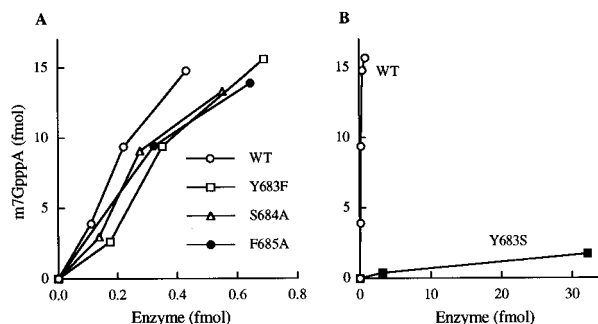 A
B
m7GpppA (fmol)
15
10
5
0
0.0 0.2 0.4 0.6 0.8
Enzyme (fmol)
WT
Y683F
S684A
F685A
15
10
5
0
0 10 20 30
Enzyme (fmol)
WT
Y683S